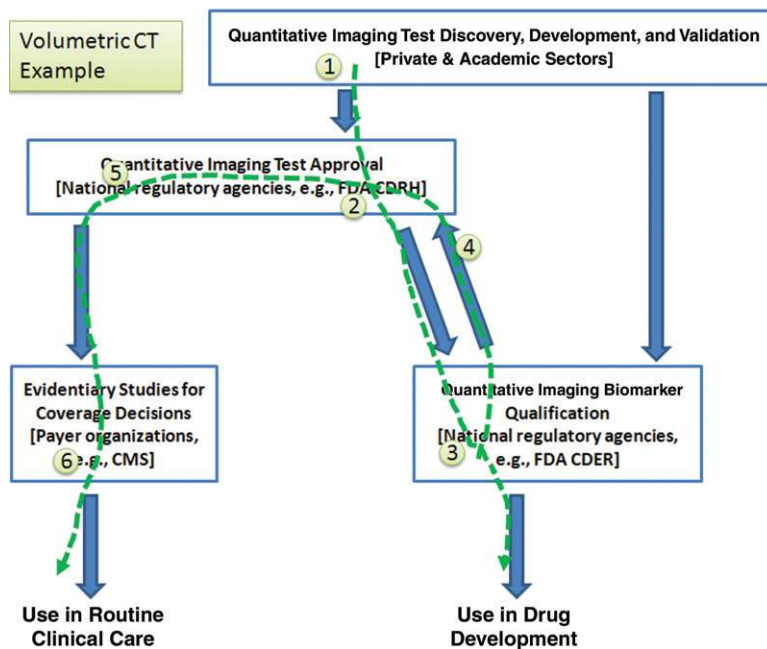 Volumetric CT
Example
Quantitative Imaging Test Discovery, Development, and Validation
[Private & Academic Sectors]
1
5
Quantitative Imaging Test Approval
[National regulatory agencies, e.g., FDA CDRH]
2
4
Evidentiary Studies for
Coverage Decisions
[Payer organizations,
e.g., CMS]
6
Quantitative Imaging Biomarker
Qualification
[National regulatory agencies,
e.g., FDA CDER]
3
Use in Routine
Clinical Care
Use in Drug
Development